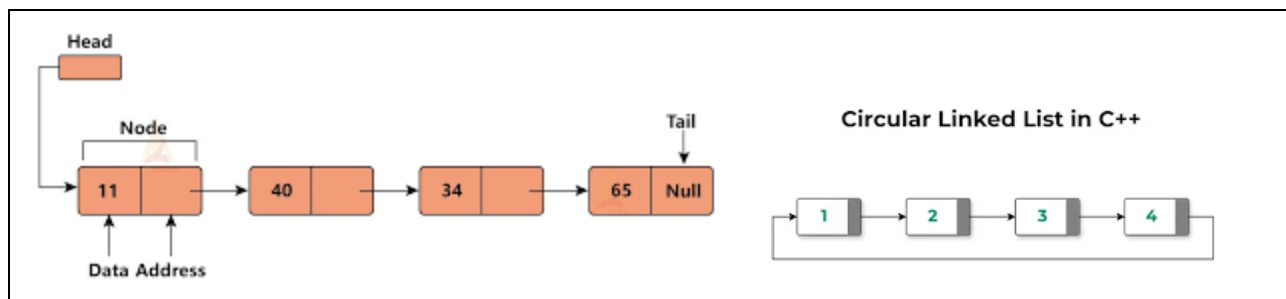 Head
Node
Tail
11
40
34
65 Null
Data Address
Circular Linked List in C++
1 2 3 4